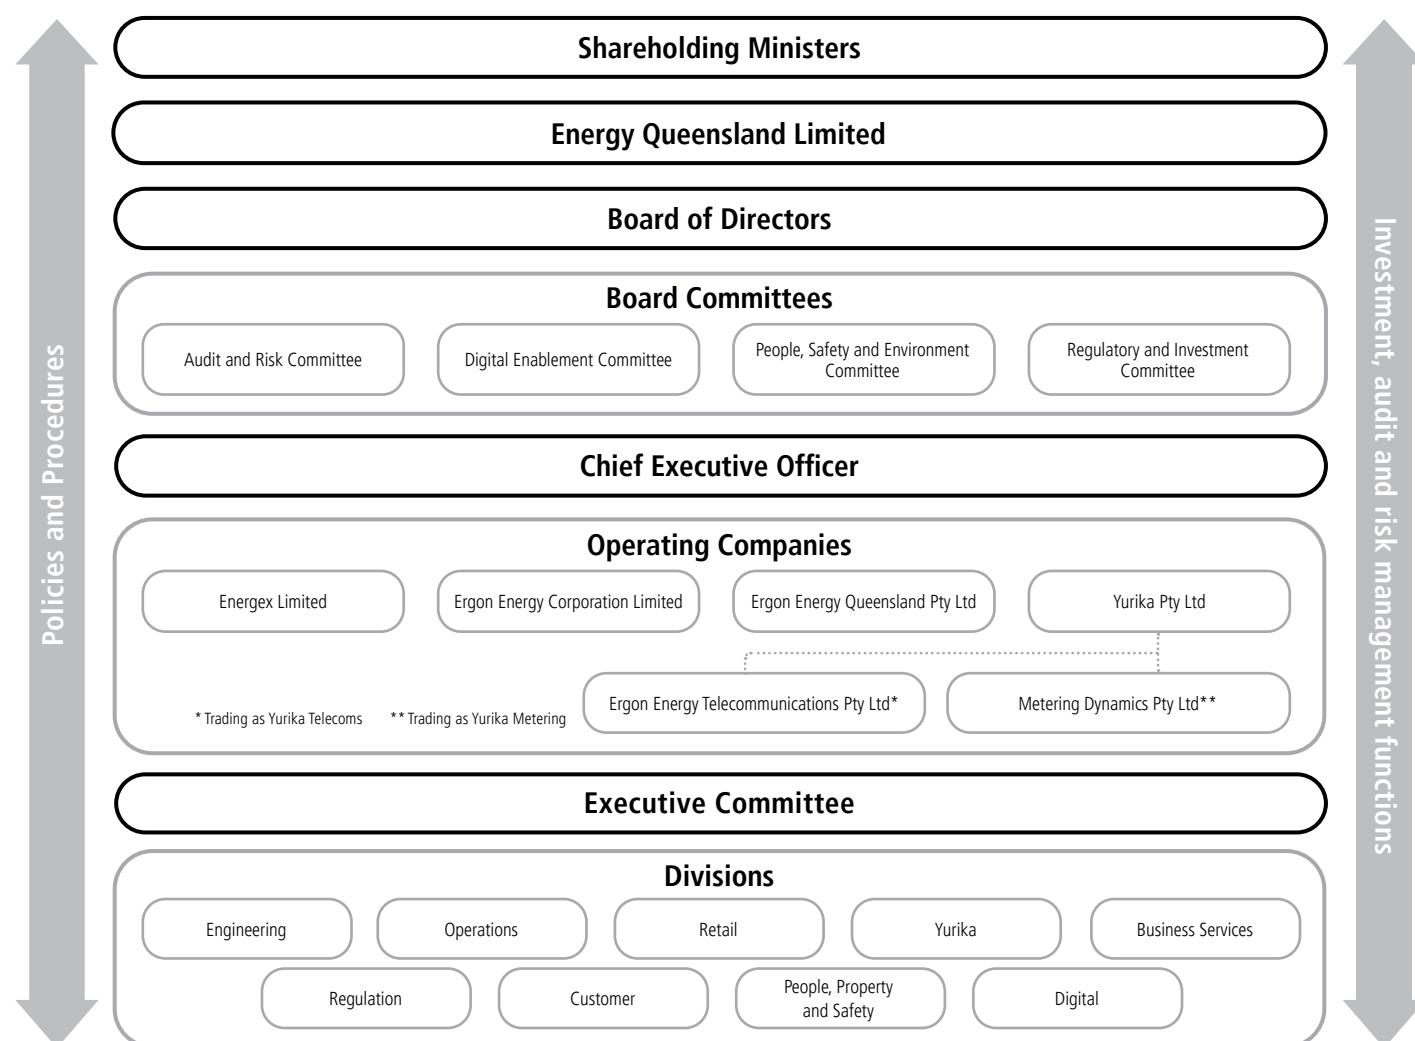 Shareholding Ministers
Energy Queensland Limited
Board of Directors
Board Committees
Audit and Risk Committee
Digital Enablement Committee
People, Safety and Environment
Committee
Regulatory and Investment
Committee
Chief Executive Officer
Operating Companies
Energex Limited
Ergon Energy Corporation Limited
Ergon Energy Queensland Pty Ltd
Yurika Pty Ltd
Ergon Energy Telecommunications Pty Ltd*
Metering Dynamics Pty Ltd**
* Trading as Yurika Telecoms
** Trading as Yurika Metering
Executive Committee
Divisions
Engineering
Operations
Retail
Yurika
Business Services
Regulation
Customer
People, Property
and Safety
Digital
Policies and Procedures
Investment, audit and risk management functions